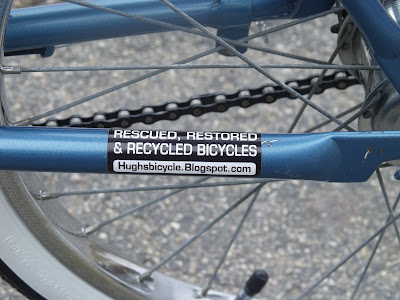 RESCUED, RESTORED
& RECYCLED BICYCLES
Hughsbicycle.Blogspot.com